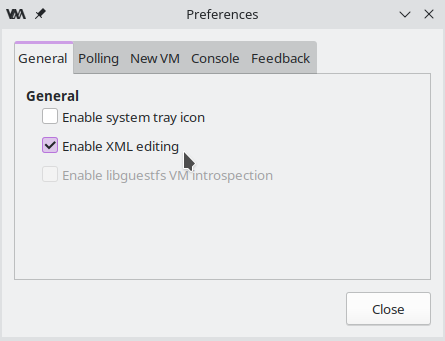 Preferences
General Polling New VM Console Feedback
General
Enable system tray icon
Enable XML editing
Enable libguestfs VM introspection
Close